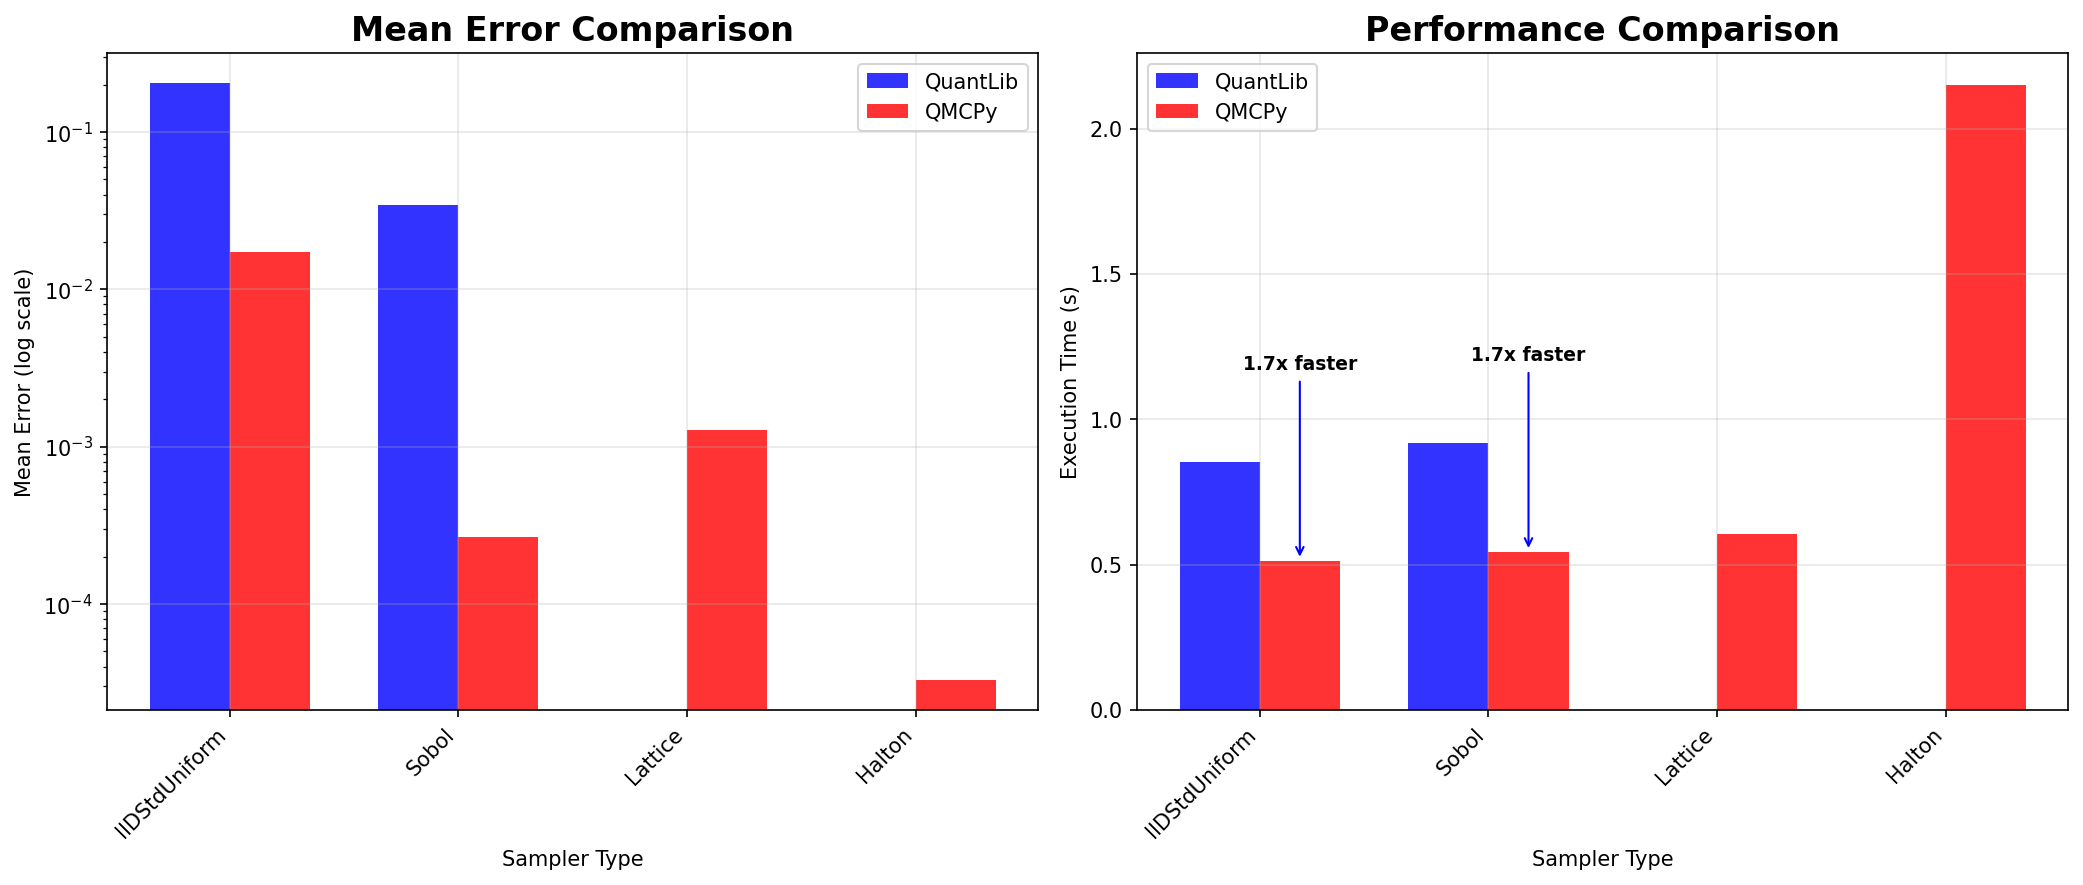 Mean Error Comparison
QuantLib
QMCPy
Mean Error (log scale)
10⁻¹
10⁻²
10⁻³
10⁻⁴
IIDStdUniform
Sobol
Lattice
Halton
Sampler Type
Performance Comparison
QuantLib
QMCPy
Execution Time (s)
2.0
1.5
1.0
0.5
0.0
1.7x faster
1.7x faster
IIDStdUniform
Sobol
Lattice
Halton
Sampler Type